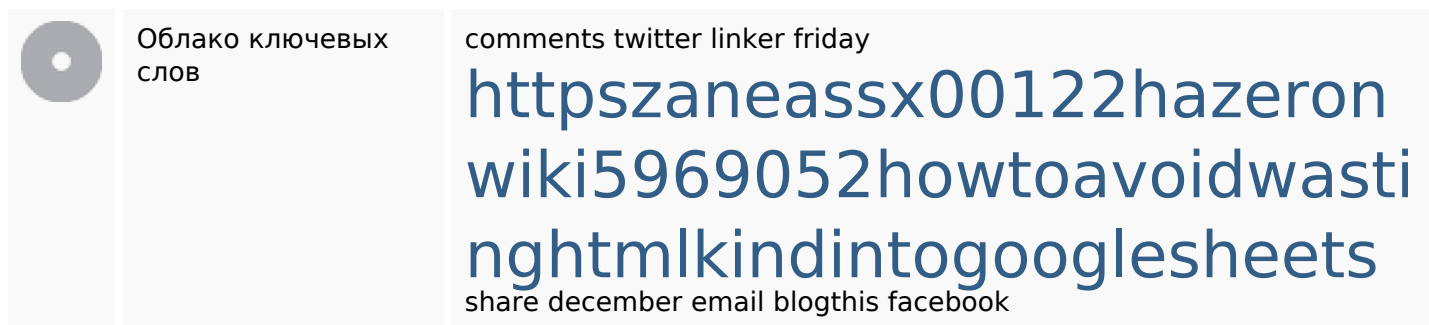 Облако ключевых
слов
comments twitter linker friday
httpszaneassx00122hazeron
wiki5969052howtoavoidwasti
nghtmlkindintogooglesheets
share december email blogthis facebook